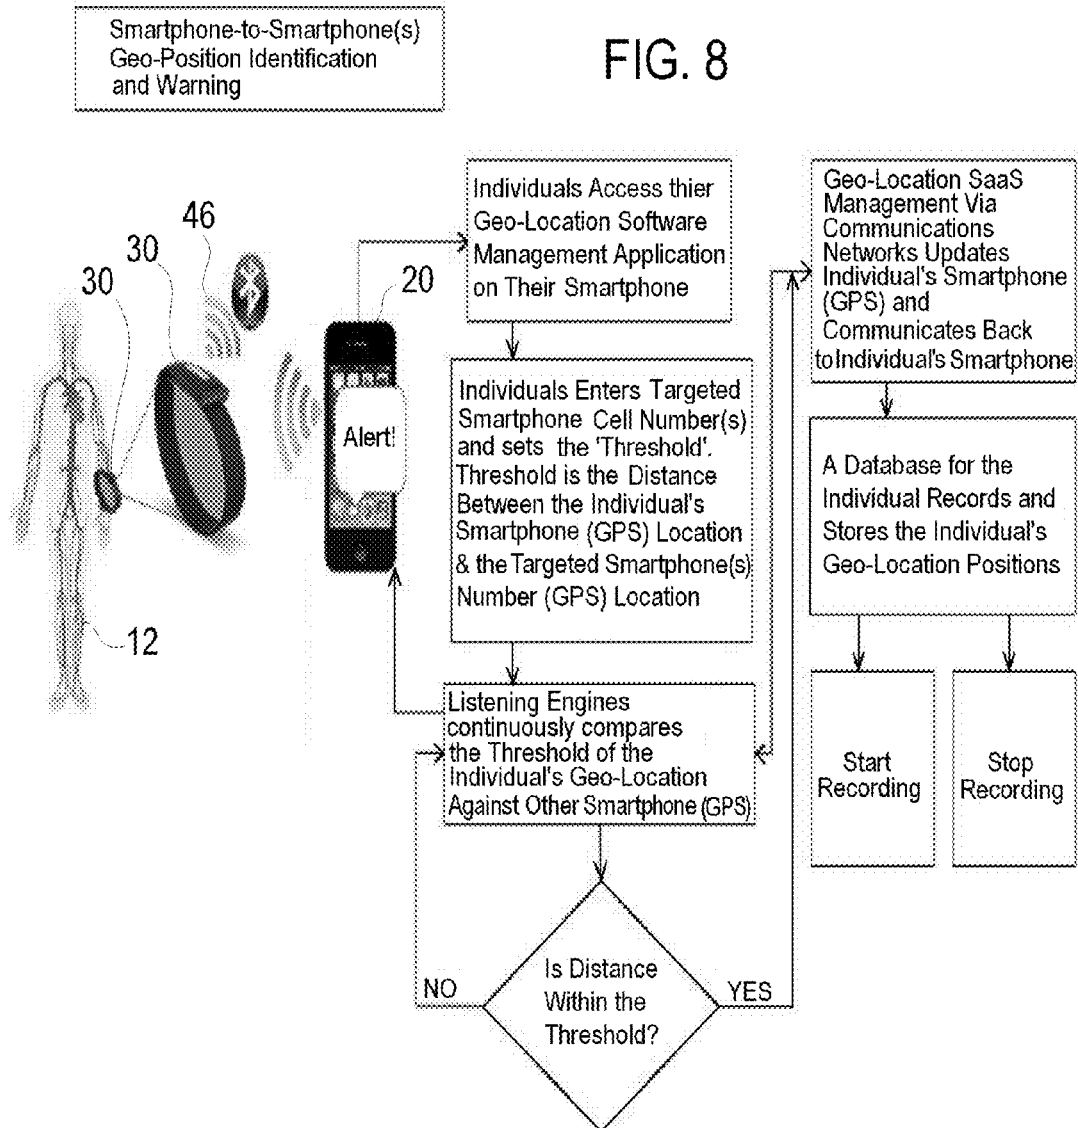 Smartphone-to-Smartphone(s)
Geo-Position Identification
and Warning
FIG. 8
46
30
30
20
12
Alert!
Individuals Access thier
Geo-Location Software
Management Application
on Their Smartphone
Individuals Enters Targeted
Smartphone Cell Number(s)
and sets the 'Threshold'.
Threshold is the Distance
Between the Individual's
Smartphone (GPS) Location
& the Targeted Smartphone(s)
Number (GPS) Location
Listening Engines
continuously compares
the Threshold of the
Individual's Geo-Location
Against Other Smartphone (GPS)
Is Distance
Within the
Threshold?
NO
YES
Geo-Location SaaS
Management Via
Communications
Networks Updates
Individual's Smartphone
(GPS) and
Communicates Back
to Individual's Smartphone
A Database for the
Individual Records and
Stores the Individual's
Geo-Location Positions
Start
Recording
Stop
Recording